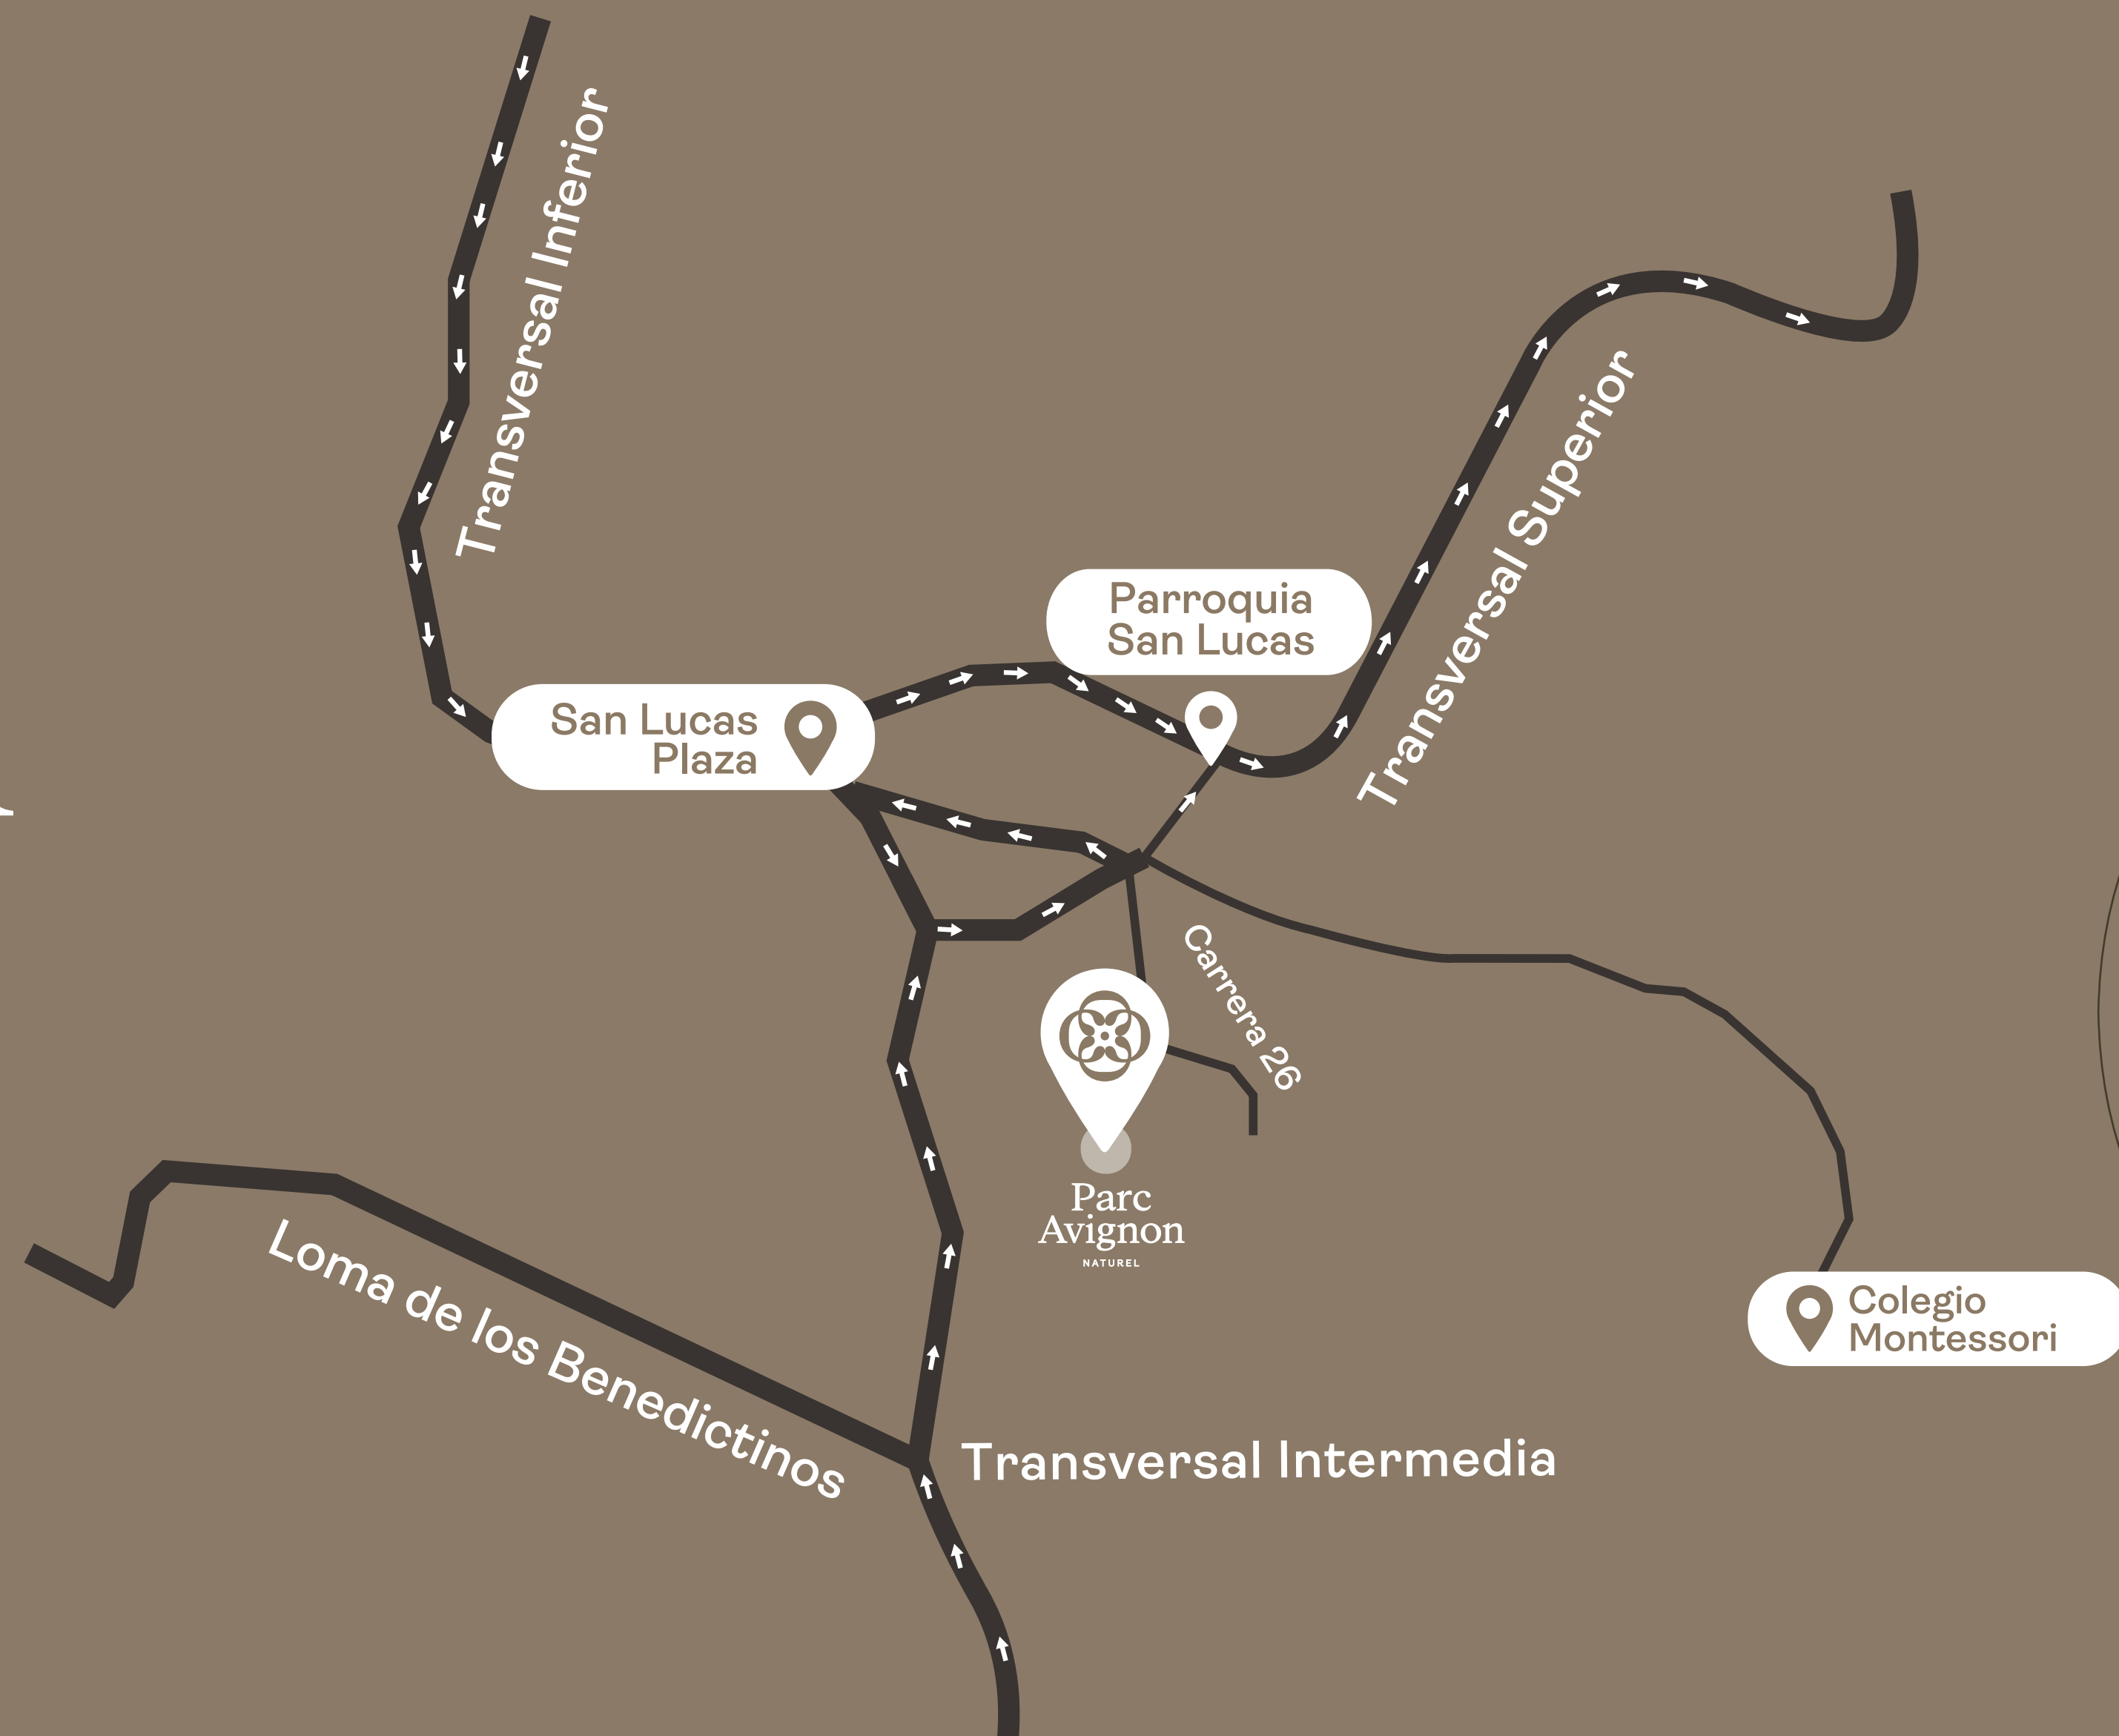 Transversal Inferior
Parroquia
San Lucas
Transversal Superior
San Lucas
Plaza
Carrera 26
Parc
Avignon
NATUREL
Colegio
Montessori
Loma de los Benedictinos
Transversal Intermedia